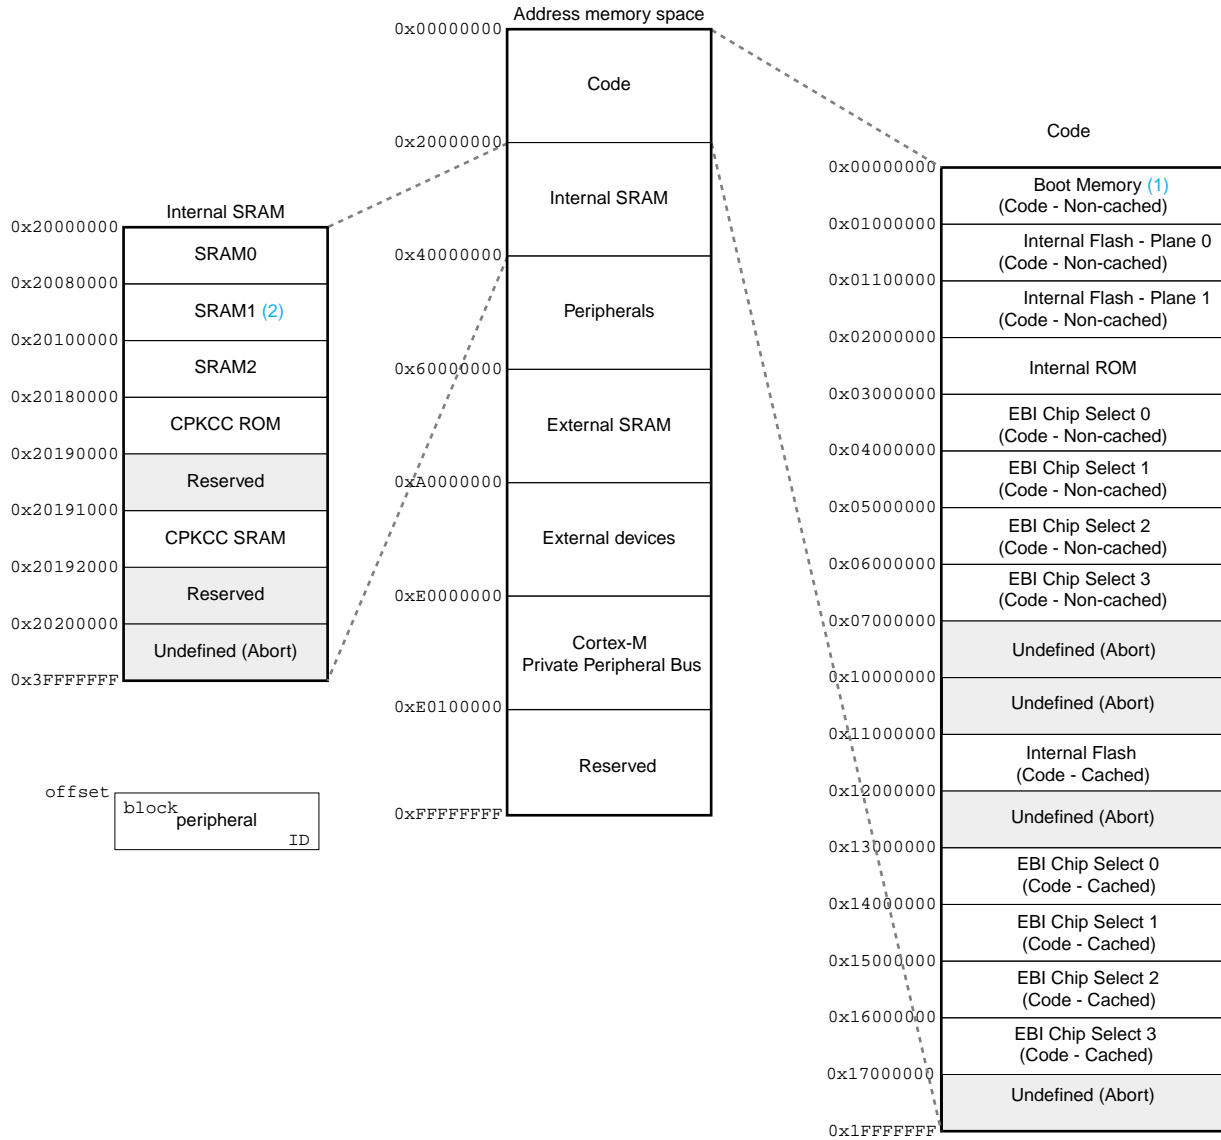 Address memory space
0x00000000
Code
0x20000000
Internal SRAM
0x40000000
Peripherals
0x60000000
External SRAM
0xA0000000
External devices
0xE0000000
Cortex-M
Private Peripheral Bus
0xE0100000
Reserved
0xFFFFFFFF
Internal SRAM
0x20000000
SRAM0
0x20080000
SRAM1 (2)
0x20100000
SRAM2
0x20180000
CPKCC ROM
0x20190000
Reserved
0x20191000
CPKCC SRAM
0x20192000
Reserved
0x20200000
Undefined (Abort)
0x3FFFFFFF
offset
block
peripheral
ID
Code
0x00000000
Boot Memory (1)
(Code - Non-cached)
0x01000000
Internal Flash - Plane 0
(Code - Non-cached)
0x01100000
Internal Flash - Plane 1
(Code - Non-cached)
0x02000000
Internal ROM
0x03000000
EBI Chip Select 0
(Code - Non-cached)
0x04000000
EBI Chip Select 1
(Code - Non-cached)
0x05000000
EBI Chip Select 2
(Code - Non-cached)
0x06000000
EBI Chip Select 3
(Code - Non-cached)
0x07000000
Undefined (Abort)
0x10000000
Undefined (Abort)
0x11000000
Internal Flash
(Code - Cached)
0x12000000
Undefined (Abort)
0x13000000
EBI Chip Select 0
(Code - Cached)
0x14000000
EBI Chip Select 1
(Code - Cached)
0x15000000
EBI Chip Select 2
(Code - Cached)
0x16000000
EBI Chip Select 3
(Code - Cached)
0x17000000
Undefined (Abort)
0x1FFFFFFF